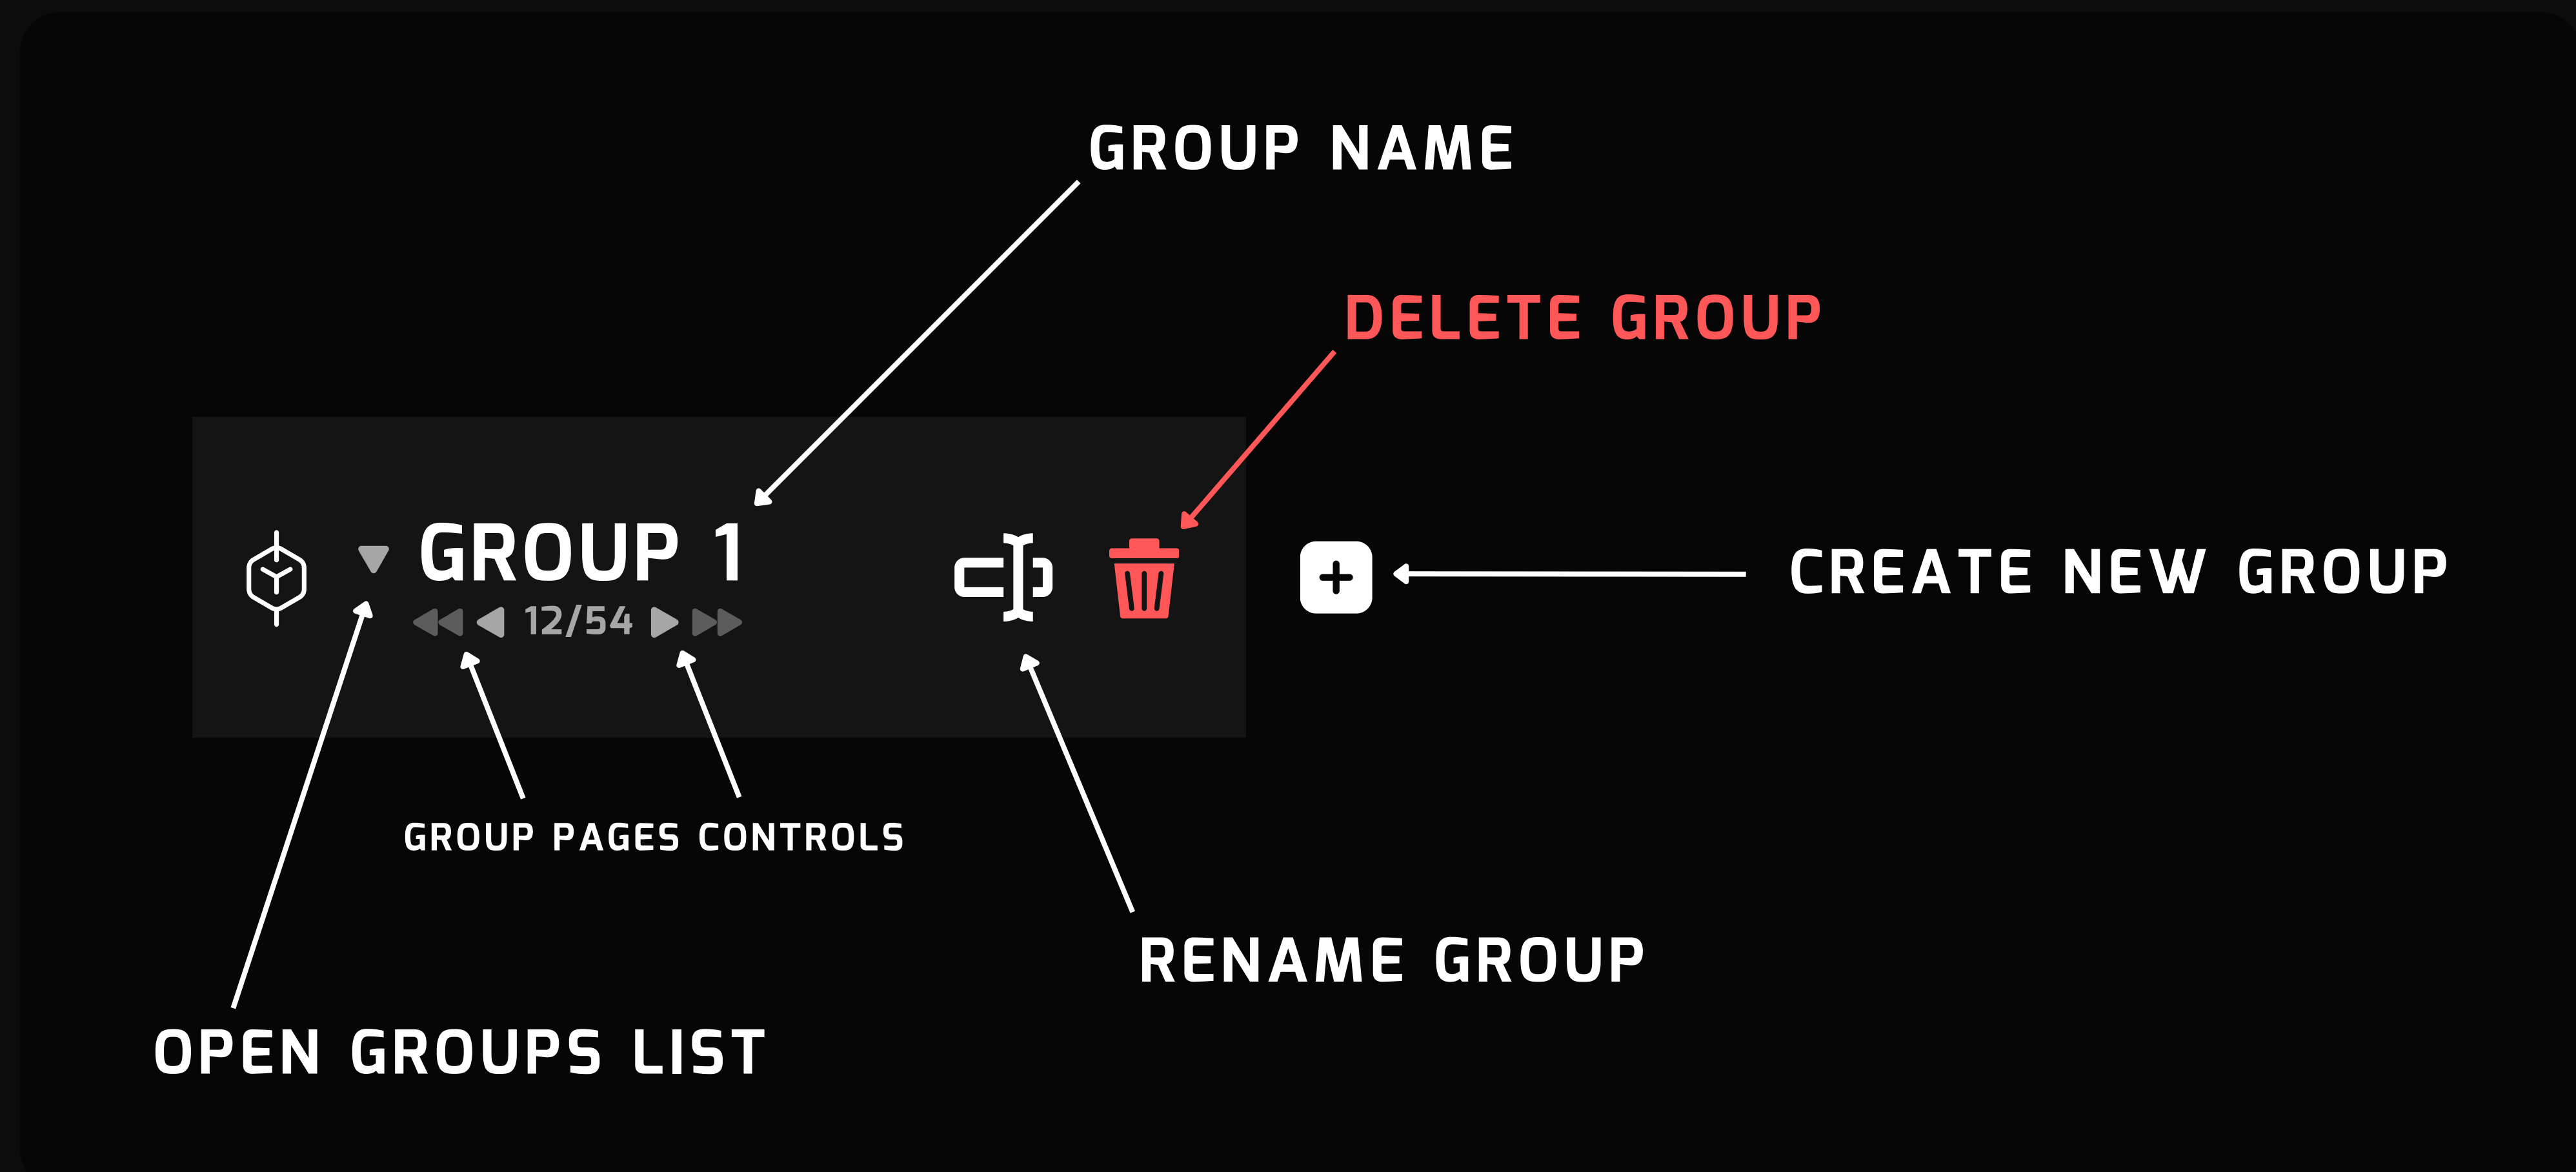 GROUP NAME
DELETE GROUP
GROUP 1
12/54
CREATE NEW GROUP
GROUP PAGES CONTROLS
RENAME GROUP
OPEN GROUPS LIST